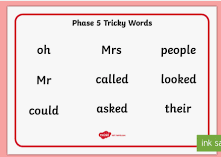 Phase 5 Tricky Words
oh Mrs people
Mr called looked
could asked their
ink sa